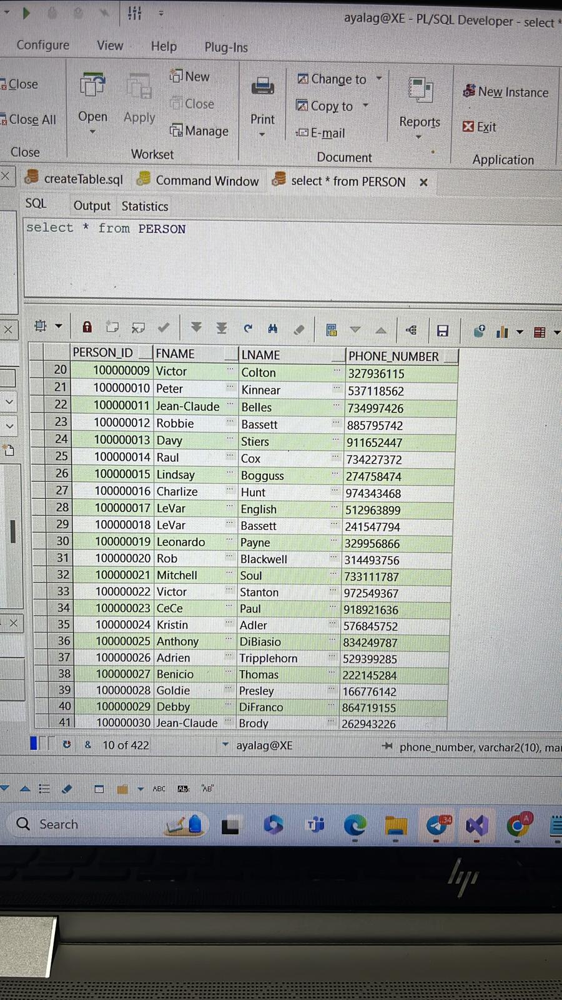 ayalag@XE - PL/SQL Developer - select *
Configure View Help Plug-Ins
Close
Close All
Close
Open
Apply
New
Close
Manage
Workset
Print
Change to
Copy to
E-mail
Document
Reports
New Instance
Exit
Application
createTable.sql Command Window select * from PERSON
SQL Output Statistics
select * from PERSON
PERSON_ID FNAME LNAME PHONE_NUMBER
20 100000009 Victor ... Colton ... 327936115
21 100000010 Peter ... Kinnear ... 537118562
22 100000011 Jean-Claude ... Belles ... 734997426
23 100000012 Robbie ... Bassett ... 885795742
24 100000013 Davy ... Stiers ... 911652447
25 100000014 Raul ... Cox ... 734227372
26 100000015 Lindsay ... Bogguss ... 274758474
27 100000016 Charlize ... Hunt ... 974343468
28 100000017 LeVar ... English ... 512963899
29 100000018 LeVar ... Bassett ... 241547794
30 100000019 Leonardo ... Payne ... 329956866
31 100000020 Rob ... Blackwell ... 314493756
32 100000021 Mitchell ... Soul ... 733111787
33 100000022 Victor ... Stanton ... 972549367
34 100000023 CeCe ... Paul ... 918921636
35 100000024 Kristin ... Adler ... 576845752
36 100000025 Anthony ... DiBiasio ... 834249787
37 100000026 Adrien ... Tripplehorn ... 529399285
38 100000027 Benicio ... Thomas ... 222145284
39 100000028 Goldie ... Presley ... 166776142
40 100000029 Debby ... DiFranco ... 864719155
41 100000030 Jean-Claude ... Brody ... 262943226
& 10 of 422 ayalag@XE phone_number, varchar2(10), ma
ABC AB "AB"
Search
34
A
hp